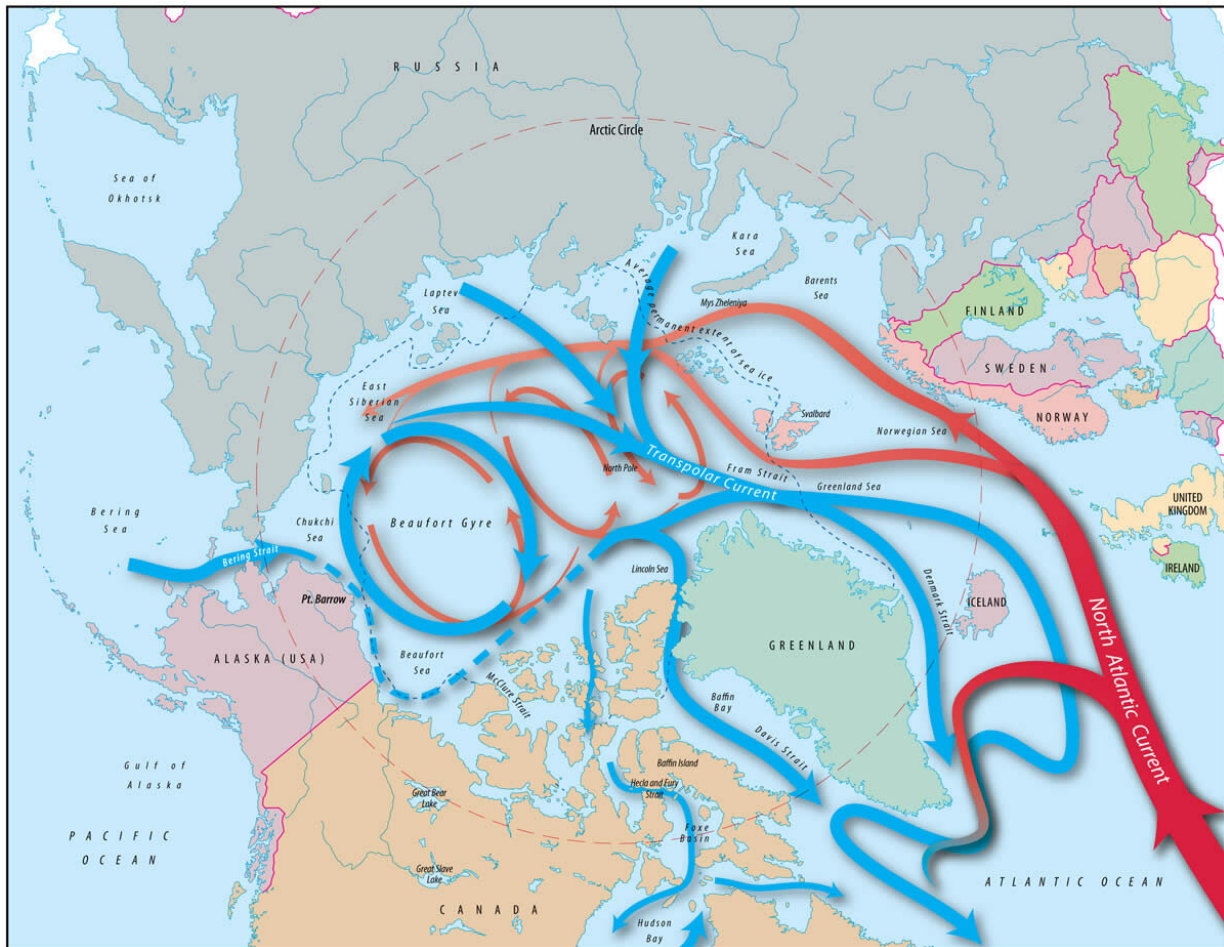 RUSSIA
Arctic Circle
Sea of
Okhotsk
Kara
Sea
Barents
Sea
Laptev
Sea
Average permanent extent of sea ice
Mys Zheleniya
FINLAND
SWEDEN
East
Siberian
Sea
Svalbard
NORWAY
Norwegian Sea
Transpolar Current
North Pole
Fram Strait
Greenland Sea
UNITED
KINGDOM
Bering
Sea
Chukchi
Sea
Beaufort Gyre
Bering Strait
IRELAND
Lincoln Sea
Pt. Barrow
Denmark Strait
ICELAND
North Atlantic Current
ALASKA (USA)
Beaufort
Sea
GREENLAND
McClure Strait
Baffin
Bay
Davis Strait
Gulf of
Alaska
Baffin Island
Hecla and Eury
Strait
Great Bear
Lake
Foxe
Basin
PACIFIC
OCEAN
Great Slave
Lake
ATLANTIC OCEAN
CANADA
Hudson
Bay